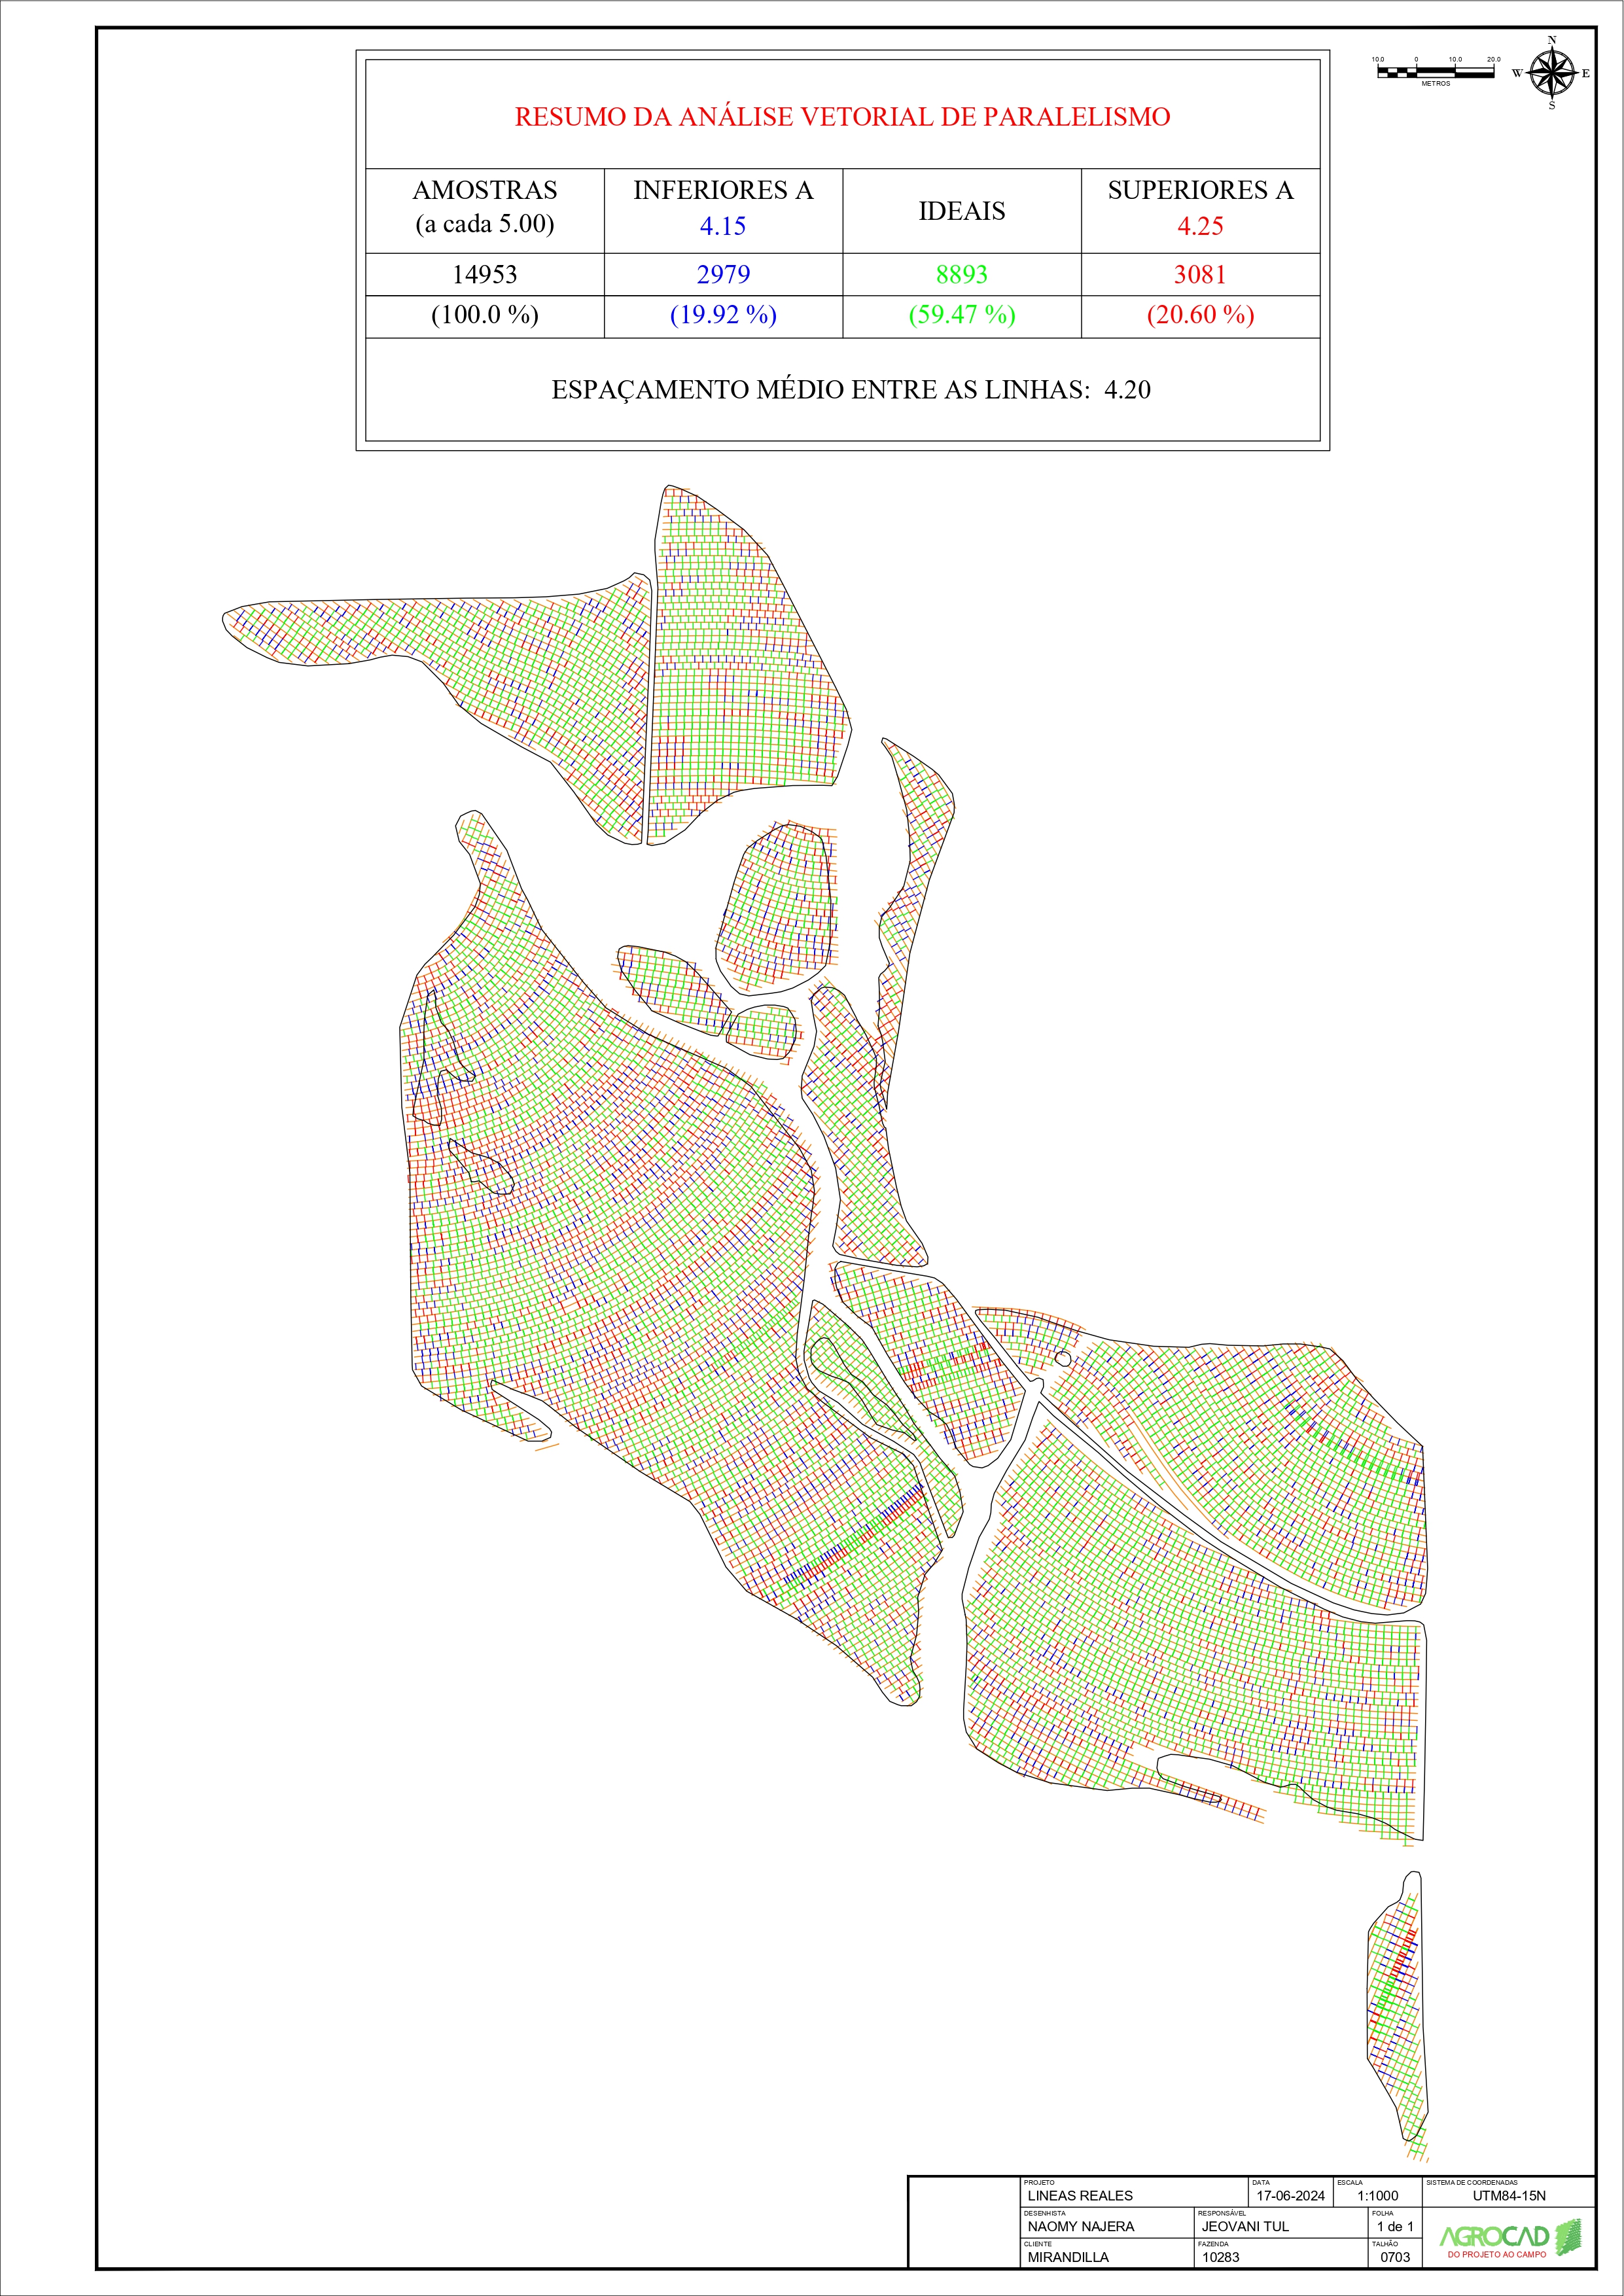 N
W E
S
10.0 0 10.0 20.0
METROS
RESUMO DA ANÁLISE VETORIAL DE PARALELISMO
AMOSTRAS
(a cada 5.00)
INFERIORES A
4.15
IDEAIS
SUPERIORES A
4.25
14953 2979 8893 3081
(100.0 %) (19.92 %) (59.47 %) (20.60 %)
ESPAÇAMENTO MÉDIO ENTRE AS LINHAS: 4.20
PROJETO
LINEAS REALES
DATA
17-06-2024
ESCALA
1:1000
SISTEMA DE COORDENADAS
UTM84-15N
DESENHISTA
NAOMY NAJERA
RESPONSÁVEL
JEOVANI TUL
FOLHA
1 de 1
CLIENTE
MIRANDILLA
FAZENDA
10283
TALHÃO
0703
AGROCAD
DO PROJETO AO CAMPO